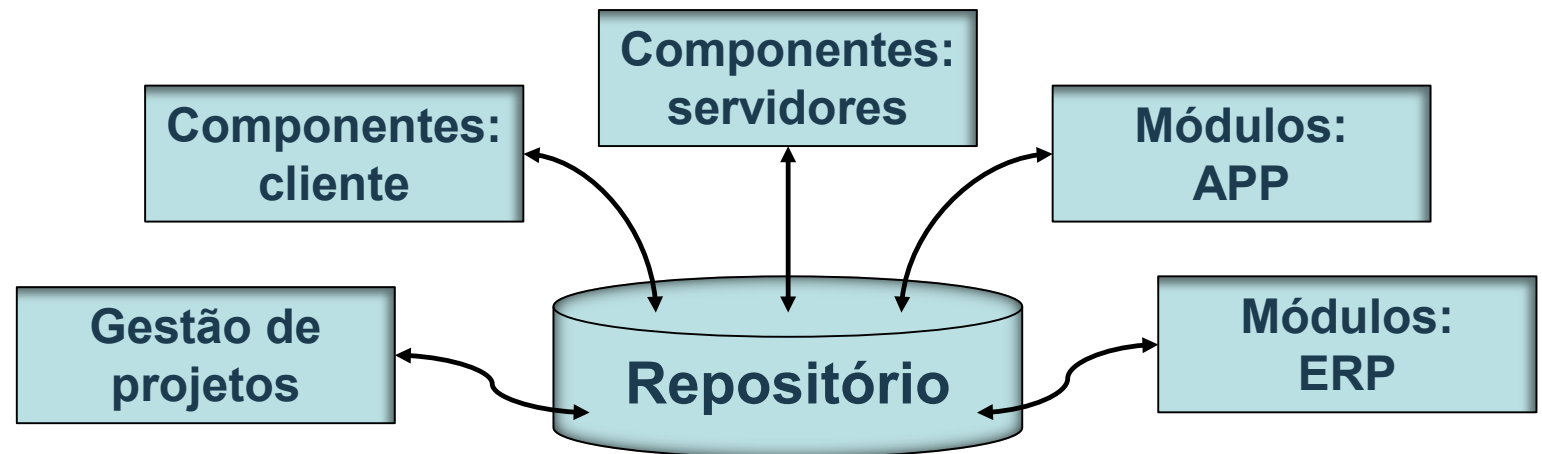 Componentes:
servidores
Componentes:
cliente
Módulos:
APP
Gestão de
projetos
Repositório
Módulos:
ERP